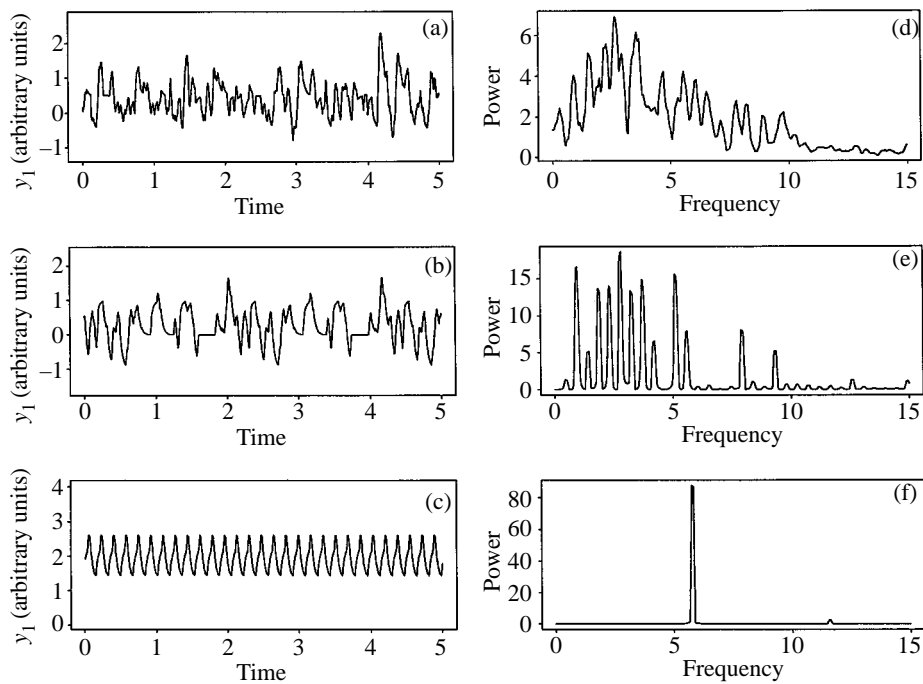 y1 (arbitrary units)
2
1
0
−1
(a)
0 1 2 3 4 5
Time
Power
6
4
2
0
(d)
0 5 10 15
Frequency
y1 (arbitrary units)
2
1
0
−1
(b)
0 1 2 3 4 5
Time
Power
15
10
5
0
(e)
0 5 10 15
Frequency
y1 (arbitrary units)
4
3
2
1
0
(c)
0 1 2 3 4 5
Time
Power
80
60
40
20
0
(f)
0 5 10 15
Frequency